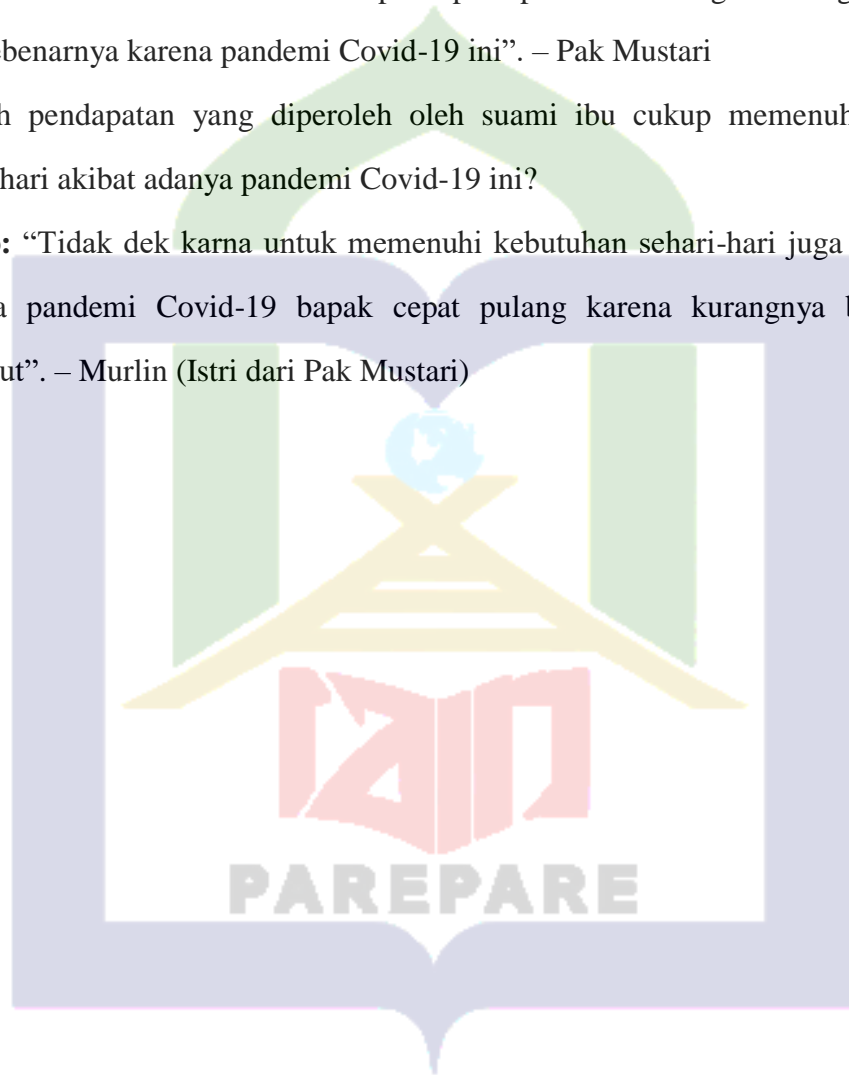 ebenarnya karena pandemi Covid-19 ini”. – Pak Mustari
h pendapatan yang diperoleh oleh suami ibu cukup memenuh
hari akibat adanya pandemi Covid-19 ini?
: “Tidak dek karna untuk memenuhi kebutuhan sehari-hari juga
a pandemi Covid-19 bapak cepat pulang karena kurangnya
ut”. – Murlin (Istri dari Pak Mustari)
iain
PAREPARE